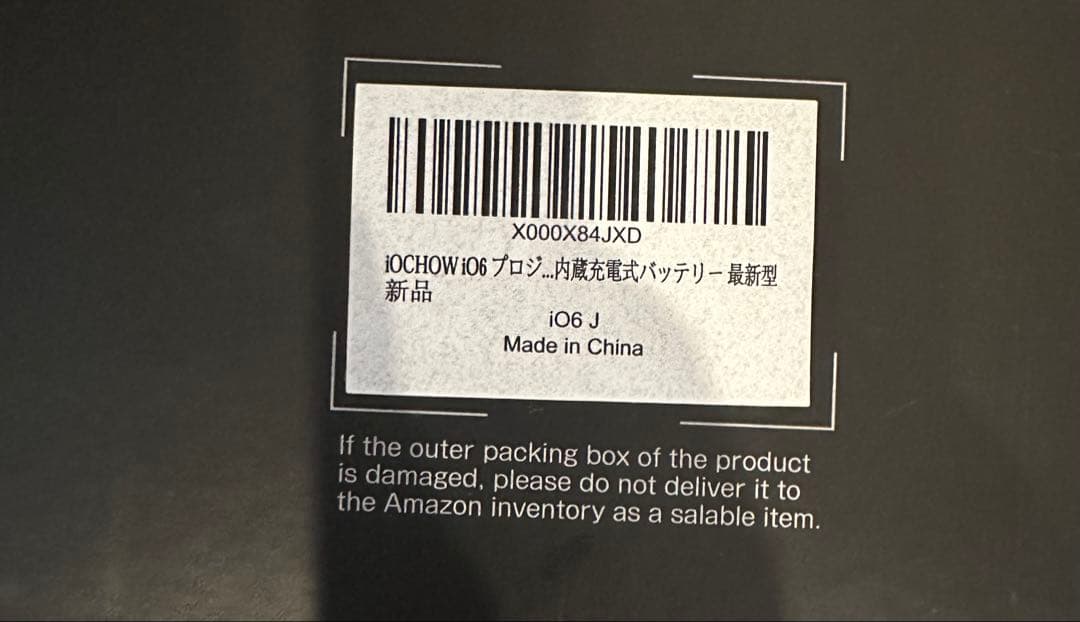 X000X84JXD
iOCHOW iO6 プロジ...内蔵充電式バッテリー 最新型
新品
iO6 J
Made in China
If the outer packing box of the product
is damaged, please do not deliver it to
the Amazon inventory as a salable item.